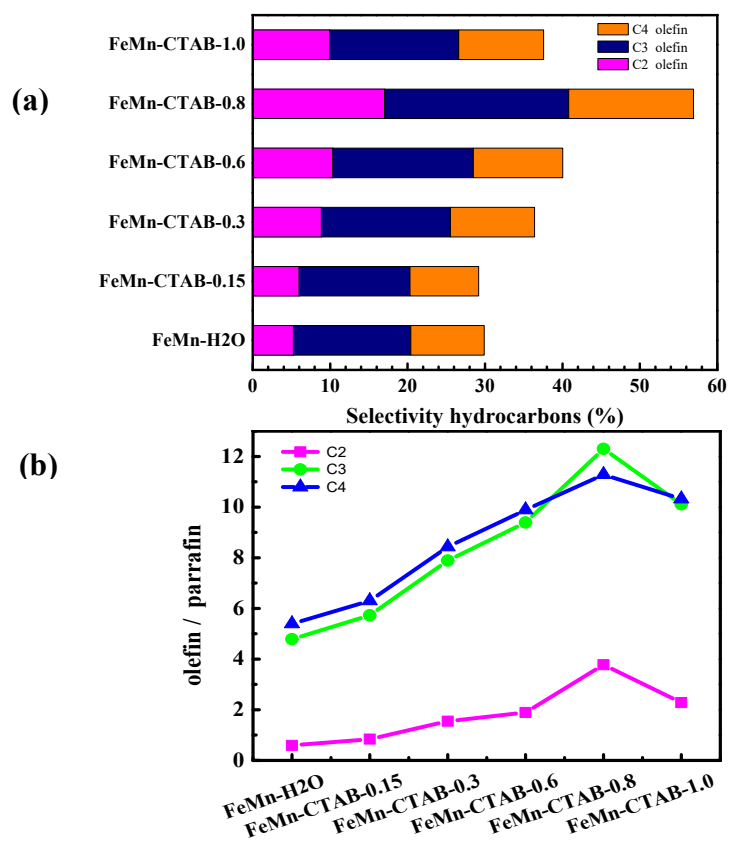 (a)
C4 olefin
C3 olefin
C2 olefin
FeMn-CTAB-1.0
FeMn-CTAB-0.8
FeMn-CTAB-0.6
FeMn-CTAB-0.3
FeMn-CTAB-0.15
FeMn-H2O
0 10 20 30 40 50 60
Selectivity hydrocarbons (%)
(b)
C2
C3
C4
olefin / parrafin
12
10
8
6
4
2
0
FeMn-H2O
FeMn-CTAB-0.15
FeMn-CTAB-0.3
FeMn-CTAB-0.6
FeMn-CTAB-0.8
FeMn-CTAB-1.0